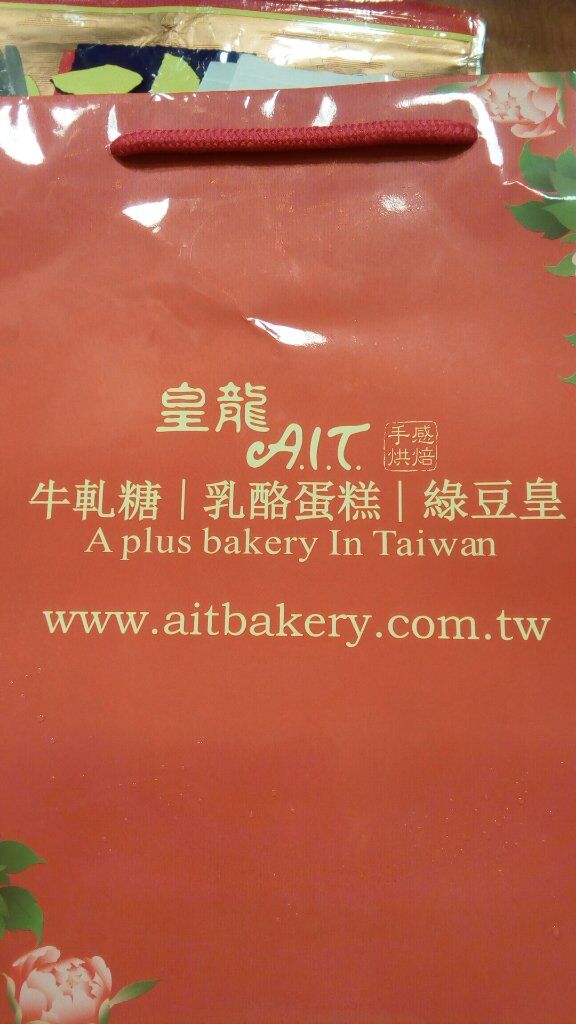 皇龍
A.I.T.
手感
烘焙
牛軋糖 | 乳酪蛋糕 | 綠豆皇
A plus bakery In Taiwan
www.aitbakery.com.tw